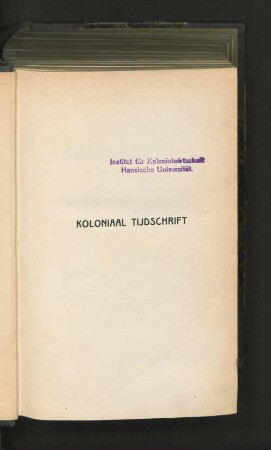 Institut für Kolonialwirtschaft
Hansische Universität.
KOLONIAAL TIJDSCHRIFT